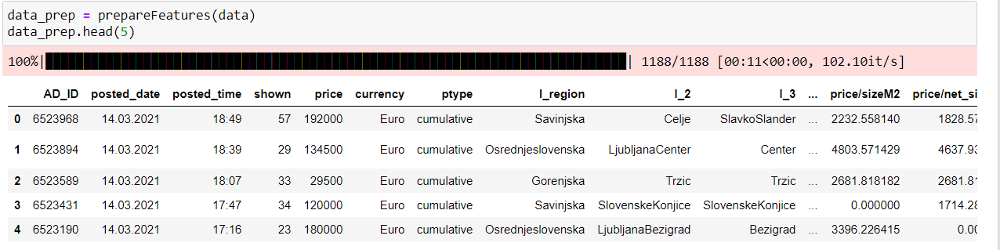 data_prep = prepareFeatures(data)
data_prep.head(5)
100%| | 1188/1188 [00:11<00:00, 102.10it/s]
AD_ID posted_date posted_time shown price currency ptype l_region l_2 l_3 ... price/sizeM2 price/net_si
0 6523968 14.03.2021 18:49 57 192000 Euro cumulative Savinjska Celje SlavkoSlander ... 2232.558140 1828.57
1 6523894 14.03.2021 18:39 29 134500 Euro cumulative Osrednjeslovenska LjubljanaCenter Center ... 4803.571429 4637.93
2 6523589 14.03.2021 18:07 33 29500 Euro cumulative Gorenjska Trzic Trzic ... 2681.818182 2681.81
3 6523431 14.03.2021 17:47 34 120000 Euro cumulative Savinjska SlovenskeKonjice SlovenskeKonjice ... 0.000000 1714.28
4 6523190 14.03.2021 17:16 23 180000 Euro cumulative Osrednjeslovenska LjubljanaBezigrad Bezigrad ... 3396.226415 0.00